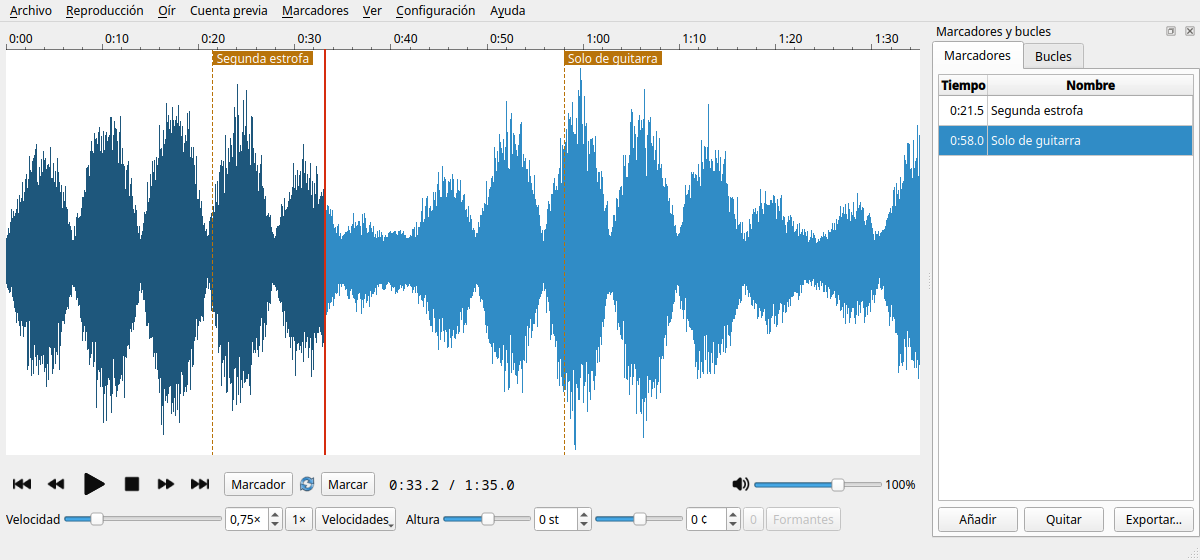 Archivo Reproducción Oír Cuenta previa Marcadores Ver Configuración Ayuda
0:00 0:10 0:20 0:30 0:40 0:50 1:00 1:10 1:20 1:30
Segunda estrofa Solo de guitarra
Marcadores y bucles
Marcadores Bucles
Tiempo Nombre
0:21.5 Segunda estrofa
0:58.0 Solo de guitarra
Marcador Marcar 0:33.2 / 1:35.0 100%
Velocidad 0,75× 1× Velocidades Altura 0 st 0 ¢ 0 Formantes
Añadir Quitar Exportar...